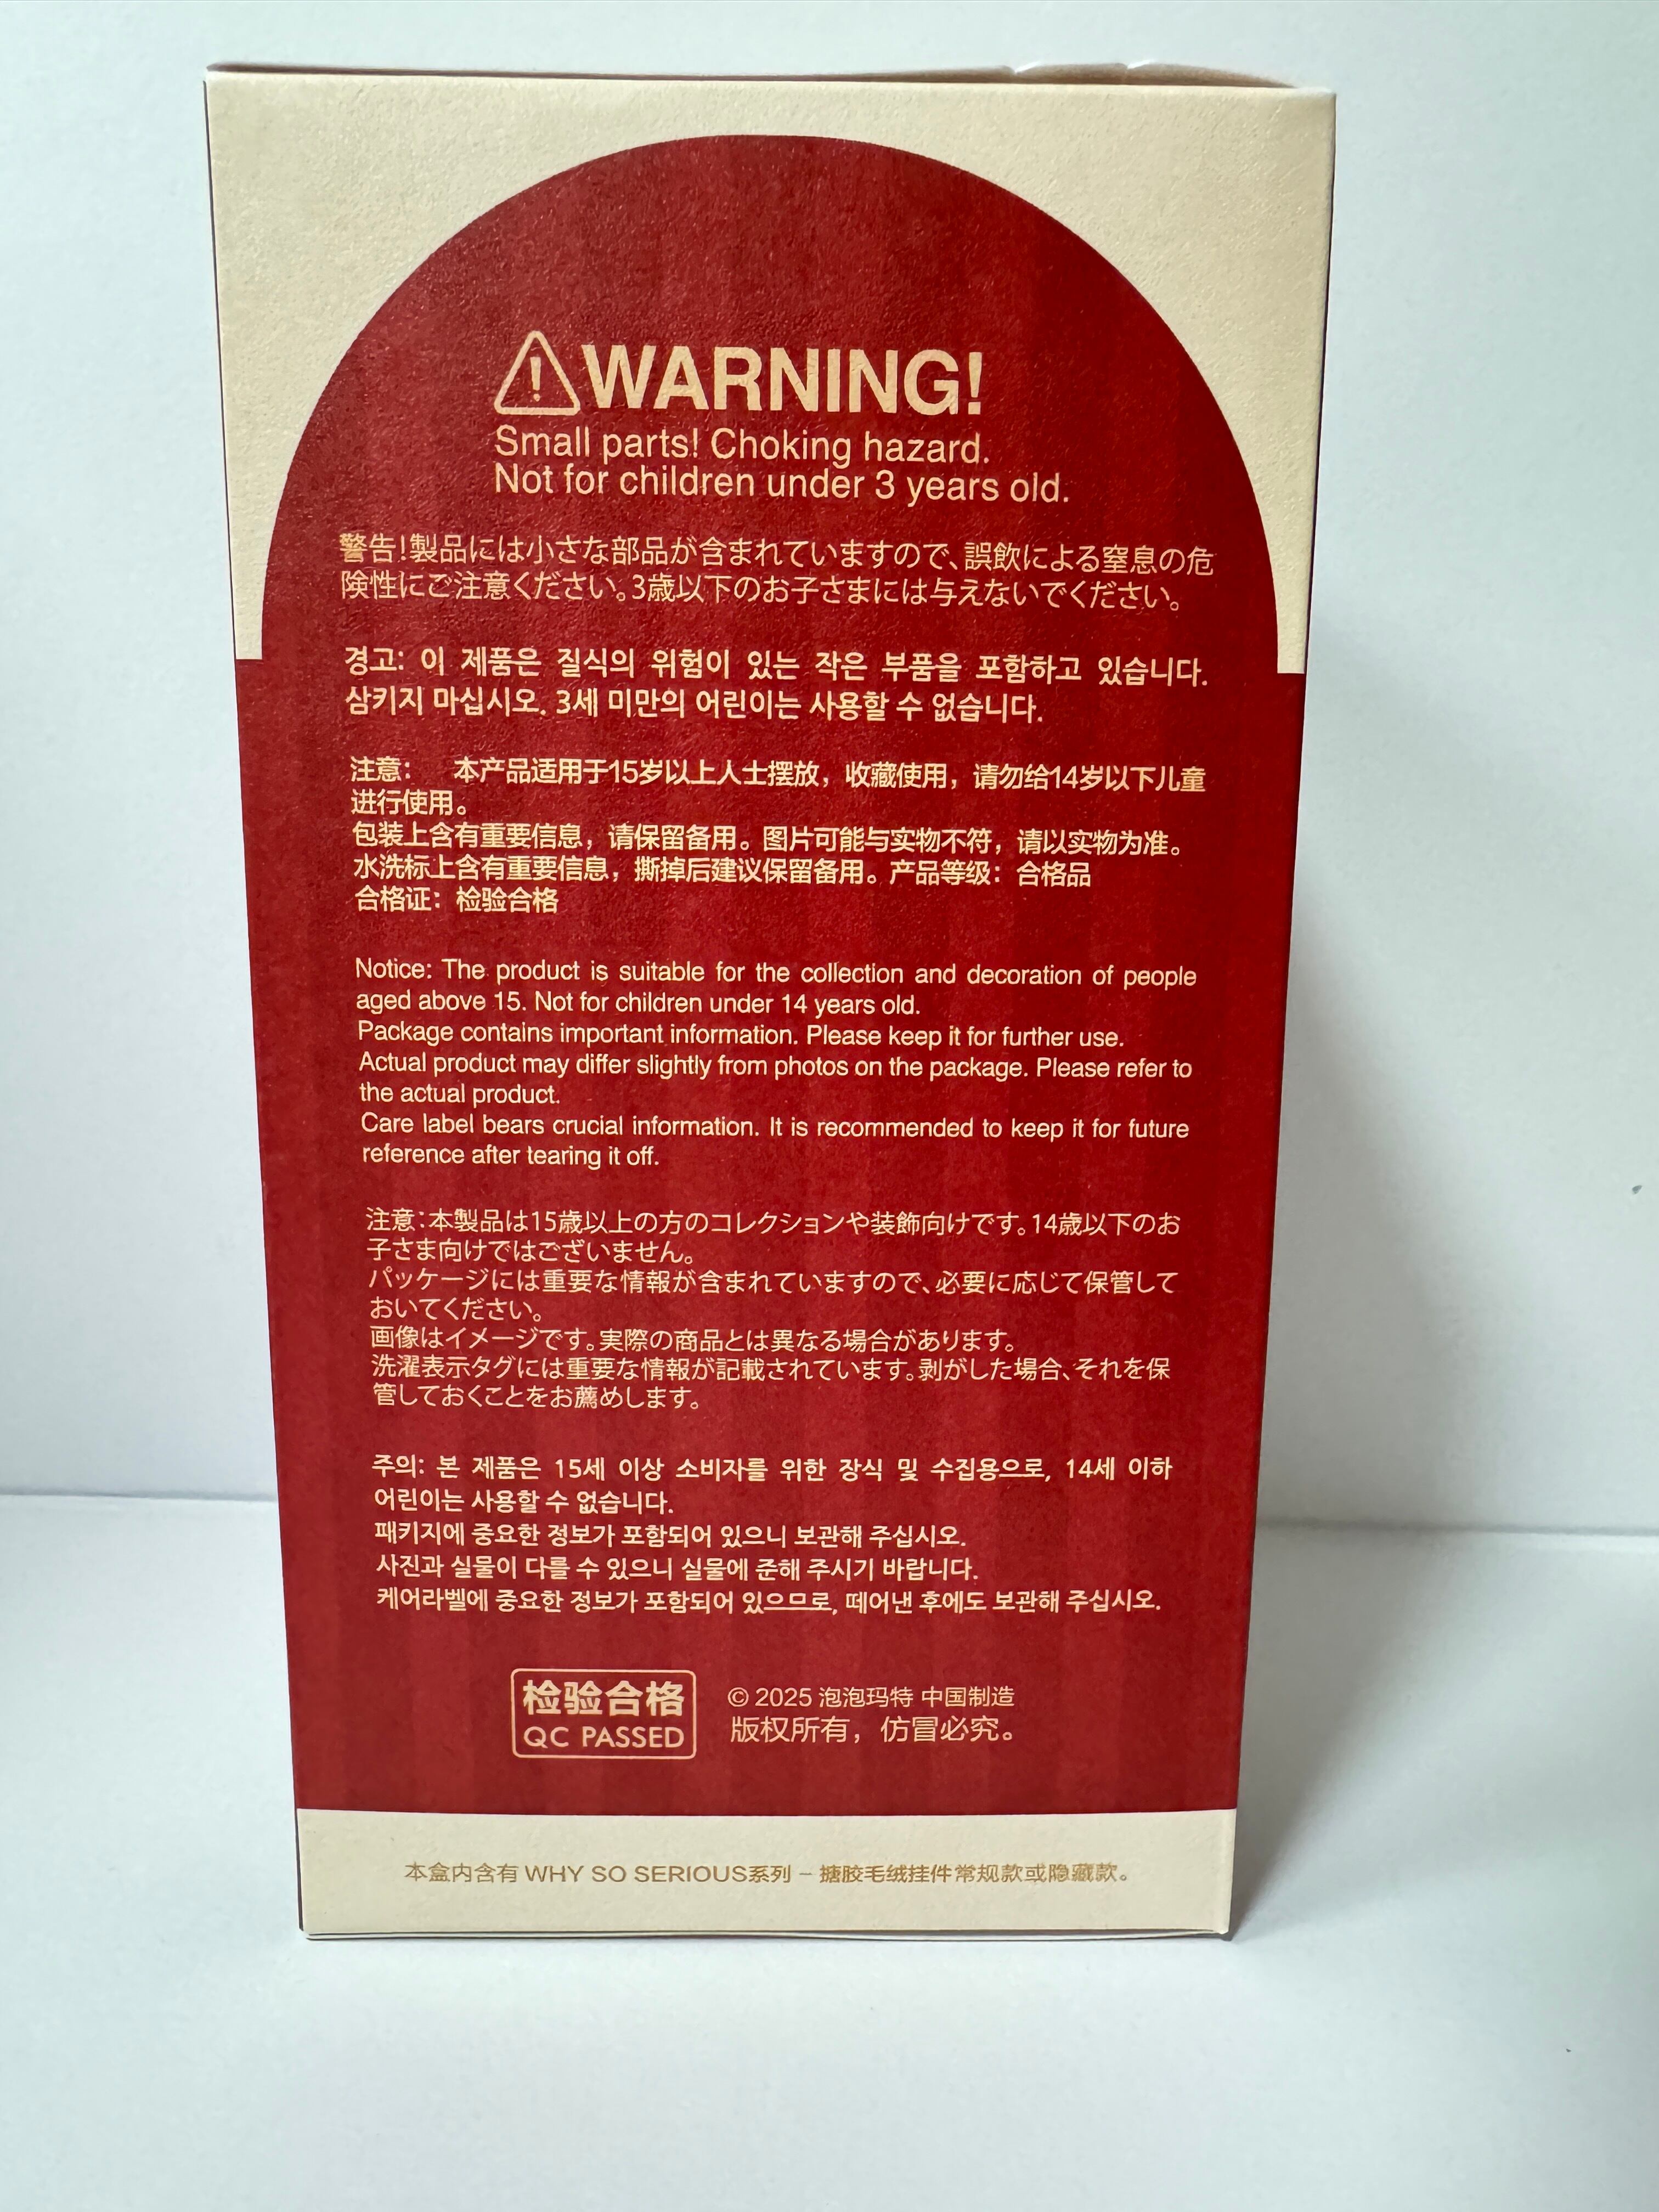 WARNING!
Small parts! Choking hazard.
Not for children under 3 years old.
警告!製品には小さな部品が含まれていますので、誤飲による窒息の危
険性にご注意ください。3歳以下のお子さまには与えないでください。
경고: 이 제품은 질식의 위험이 있는 작은 부품을 포함하고 있습니다.
삼키지 마십시오. 3세 미만의 어린이는 사용할 수 없습니다.
注意： 本产品适用于15岁以上人士摆放，收藏使用，请勿给14岁以下儿童
进行使用。
包装上含有重要信息，请保留备用。图片可能与实物不符，请以实物为准。
水洗标上含有重要信息，撕掉后建议保留备用。产品等级：合格品
合格证：检验合格
Notice: The product is suitable for the collection and decoration of people
aged above 15. Not for children under 14 years old.
Package contains important information. Please keep it for further use.
Actual product may differ slightly from photos on the package. Please refer to
the actual product.
Care label bears crucial information. It is recommended to keep it for future
reference after tearing it off.
注意:本製品は15歳以上の方のコレクションや装飾向けです。14歳以下のお
子さま向けではございません。
パッケージには重要な情報が含まれていますので、必要に応じて保管して
おいてください。
画像はイメージです。実際の商品とは異なる場合があります。
洗濯表示タグには重要な情報が記載されています。剥がした場合、それを保
管しておくことをお薦めします。
주의: 본 제품은 15세 이상 소비자를 위한 장식 및 수집용으로, 14세 이하
어린이는 사용할 수 없습니다.
패키지에 중요한 정보가 포함되어 있으니 보관해 주십시오.
사진과 실물이 다를 수 있으니 실물에 준해 주시기 바랍니다.
케어라벨에 중요한 정보가 포함되어 있으므로, 떼어낸 후에도 보관해 주십시오.
检验合格
QC PASSED
© 2025 泡泡玛特 中国制造
版权所有，仿冒必究。
本盒内含有 WHY SO SERIOUS系列 – 搪胶毛绒挂件常规款或隐藏款。